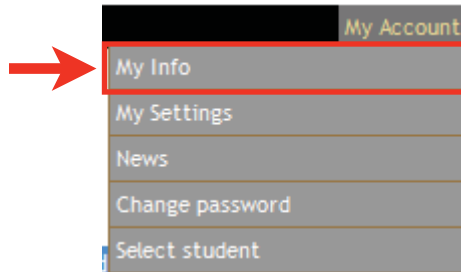 My Account
My Info
My Settings
News
Change password
Select student